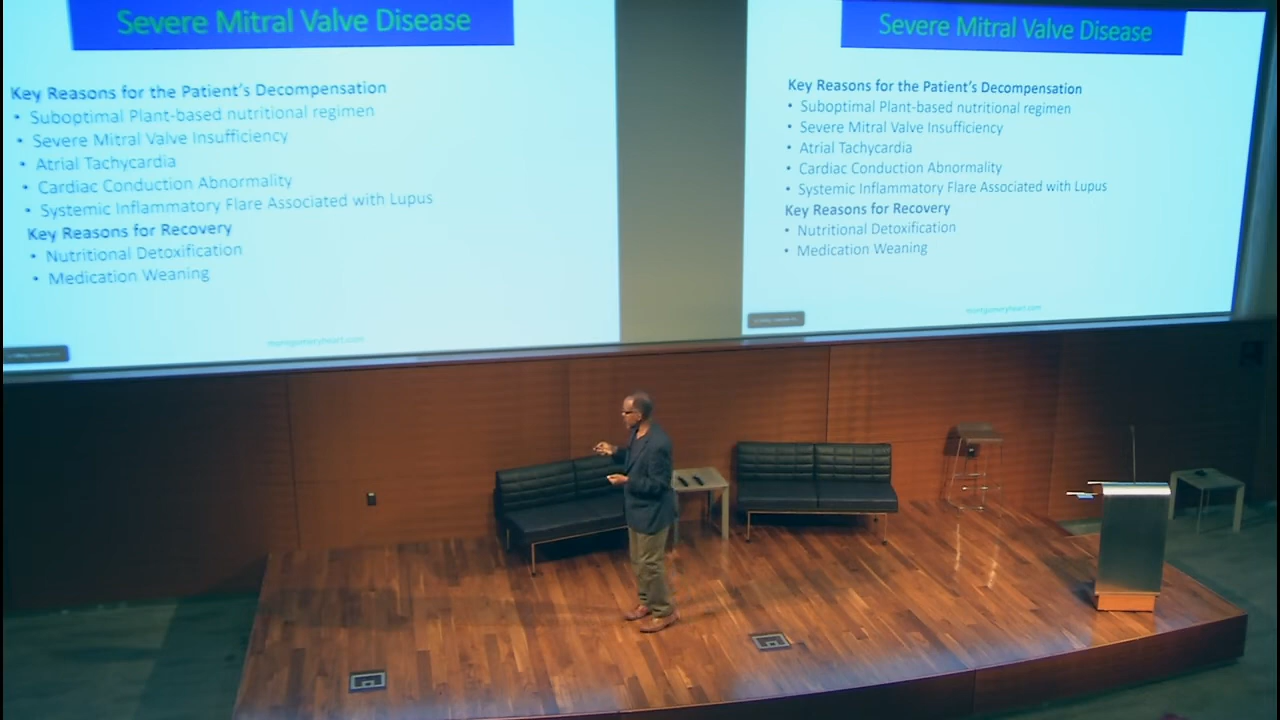 Severe Mitral Valve Disease
Key Reasons for the Patient's Decompensation
• Suboptimal Plant-based nutritional regimen
• Severe Mitral Valve Insufficiency
• Atrial Tachycardia
• Cardiac Conduction Abnormality
• Systemic Inflammatory Flare Associated with Lupus
Key Reasons for Recovery
• Nutritional Detoxification
• Medication Weaning
montgomeryheart.com
Severe Mitral Valve Disease
Key Reasons for the Patient's Decompensation
• Suboptimal Plant-based nutritional regimen
• Severe Mitral Valve Insufficiency
• Atrial Tachycardia
• Cardiac Conduction Abnormality
• Systemic Inflammatory Flare Associated with Lupus
Key Reasons for Recovery
• Nutritional Detoxification
• Medication Weaning
montgomeryheart.com